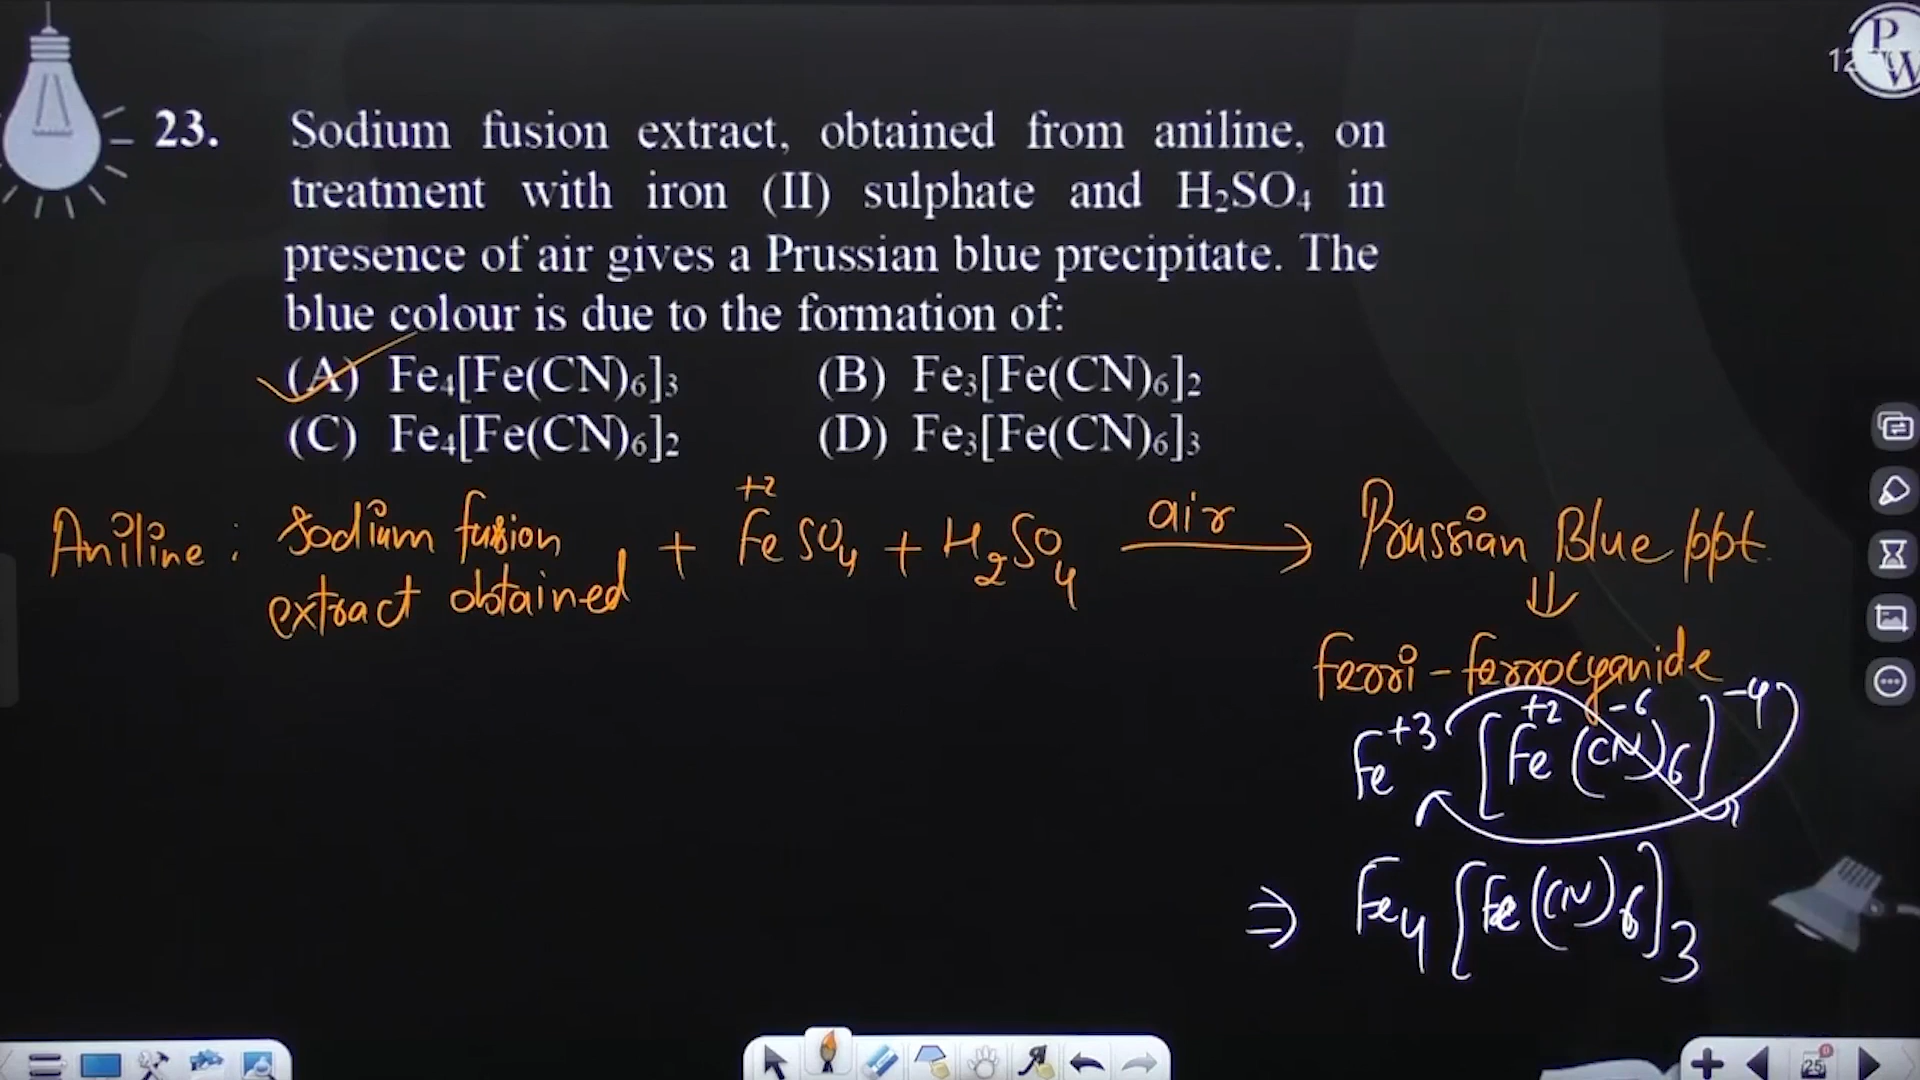 P
W
23. Sodium fusion extract, obtained from aniline, on
treatment with iron (II) sulphate and H₂SO₄ in
presence of air gives a Prussian blue precipitate. The
blue colour is due to the formation of:
(A) Fe₄[Fe(CN)₆]₃ (B) Fe₃[Fe(CN)₆]₂
(C) Fe₄[Fe(CN)₆]₂ (D) Fe₃[Fe(CN)₆]₃
Aniline : Sodium fusion extract obtained + Fe⁺²SO₄ + H₂SO₄ air → Prussian Blue ppt.
⇓
Ferri - ferrocyanide
Fe⁺³ [Fe⁺²(CN)₆⁻⁶]⁻⁴
⇒ Fe₄[Fe(CN)₆]₃
25